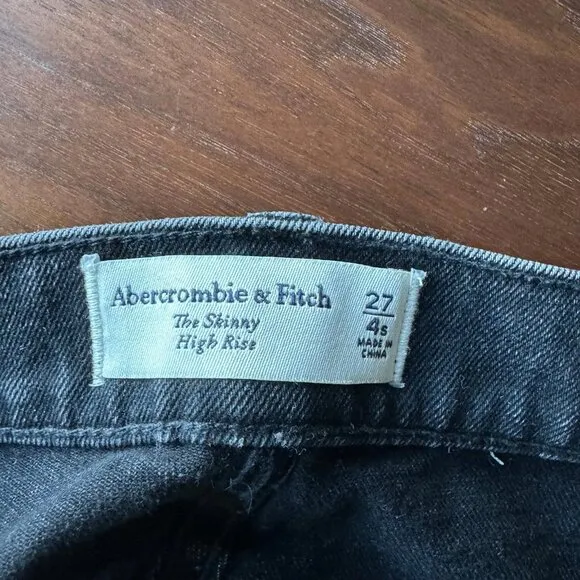 Abercrombie & Fitch
The Skinny
High Rise
27
4s
MADE IN
CHINA